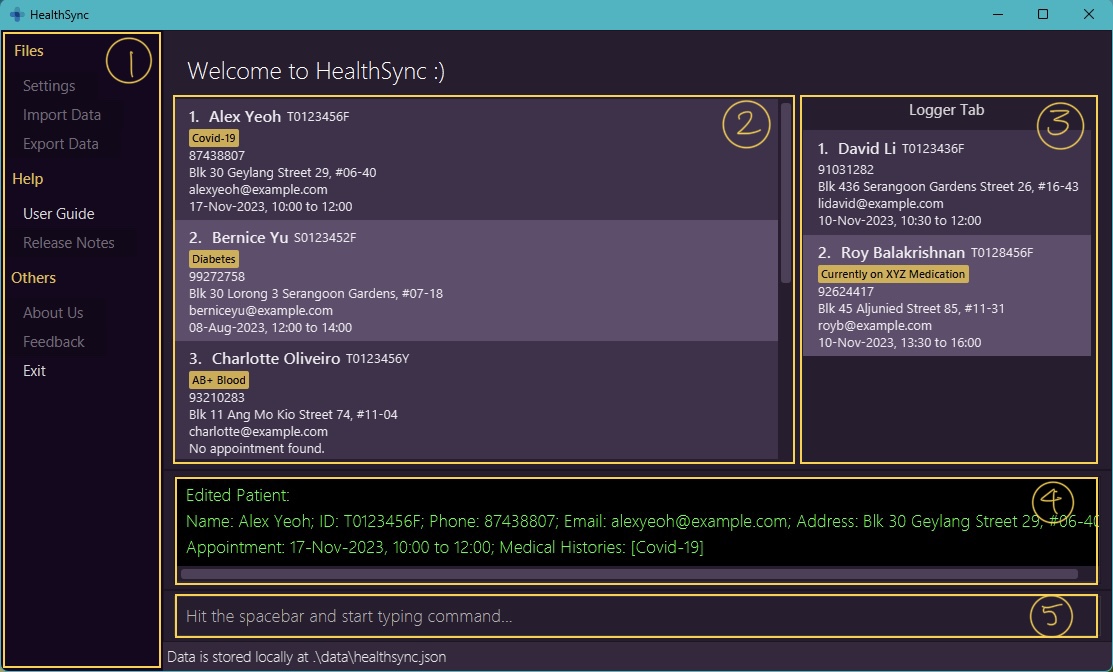 HealthSync
Files
1
Settings
Import Data
Export Data
Help
User Guide
Release Notes
Others
About Us
Feedback
Exit
Welcome to HealthSync :)
2
1. Alex Yeoh T0123456F
Covid-19
87438807
Blk 30 Geylang Street 29, #06-40
alexyeoh@example.com
17-Nov-2023, 10:00 to 12:00
2. Bernice Yu S0123452F
Diabetes
99272758
Blk 30 Lorong 3 Serangoon Gardens, #07-18
berniceyu@example.com
08-Aug-2023, 12:00 to 14:00
3. Charlotte Oliveiro T0123456Y
AB+ Blood
93210283
Blk 11 Ang Mo Kio Street 74, #11-04
charlotte@example.com
No appointment found.
Logger Tab
3
1. David Li T0123436F
91031282
Blk 436 Serangoon Gardens Street 26, #16-43
lidavid@example.com
10-Nov-2023, 10:30 to 12:00
2. Roy Balakrishnan T0128456F
Currently on XYZ Medication
92624417
Blk 45 Aljunied Street 85, #11-31
royb@example.com
10-Nov-2023, 13:30 to 16:00
Edited Patient:
4
Name: Alex Yeoh; ID: T0123456F; Phone: 87438807; Email: alexyeoh@example.com; Address: Blk 30 Geylang Street 29, #06-40
Appointment: 17-Nov-2023, 10:00 to 12:00; Medical Histories: [Covid-19]
Hit the spacebar and start typing command...
5
Data is stored locally at .\data\healthsync.json